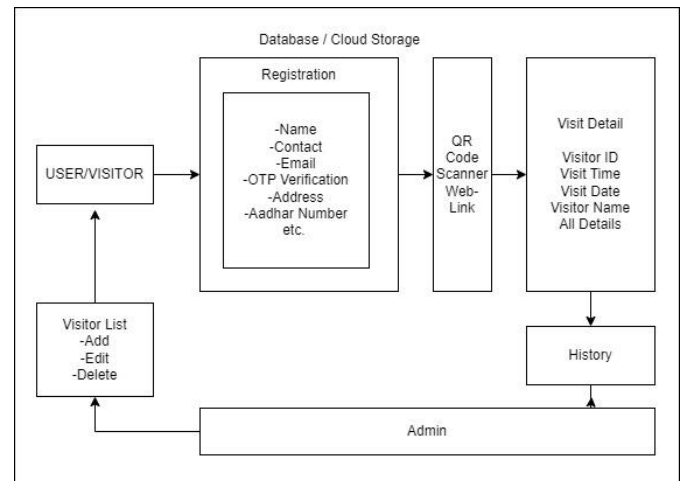 Database / Cloud Storage
Registration
-Name
-Contact
-Email
-OTP Verification
-Address
-Aadhar Number
etc.
USER/VISITOR
QR
Code
Scanner
Web-
Link
Visit Detail
Visitor ID
Visit Time
Visit Date
Visitor Name
All Details
Visitor List
-Add
-Edit
-Delete
History
Admin